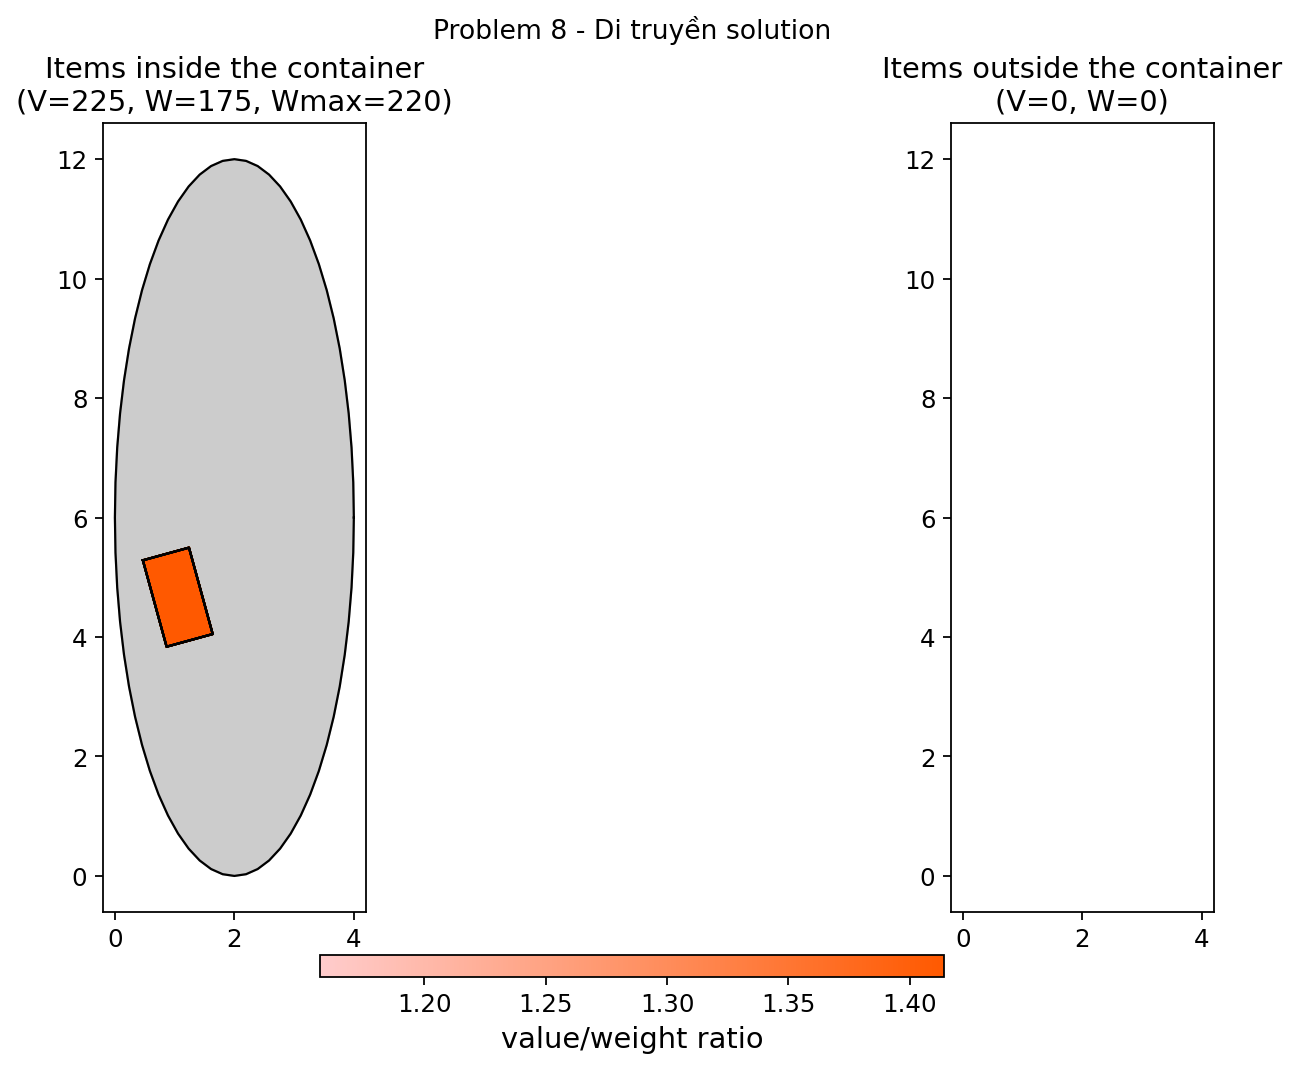 Problem 8 - Di truyền solution
Items inside the container
(V=225, W=175, Wmax=220)
Items outside the container
(V=0, W=0)
12
10
8
6
4
2
0
0 2 4
12
10
8
6
4
2
0
0 2 4
1.20 1.25 1.30 1.35 1.40
value/weight ratio